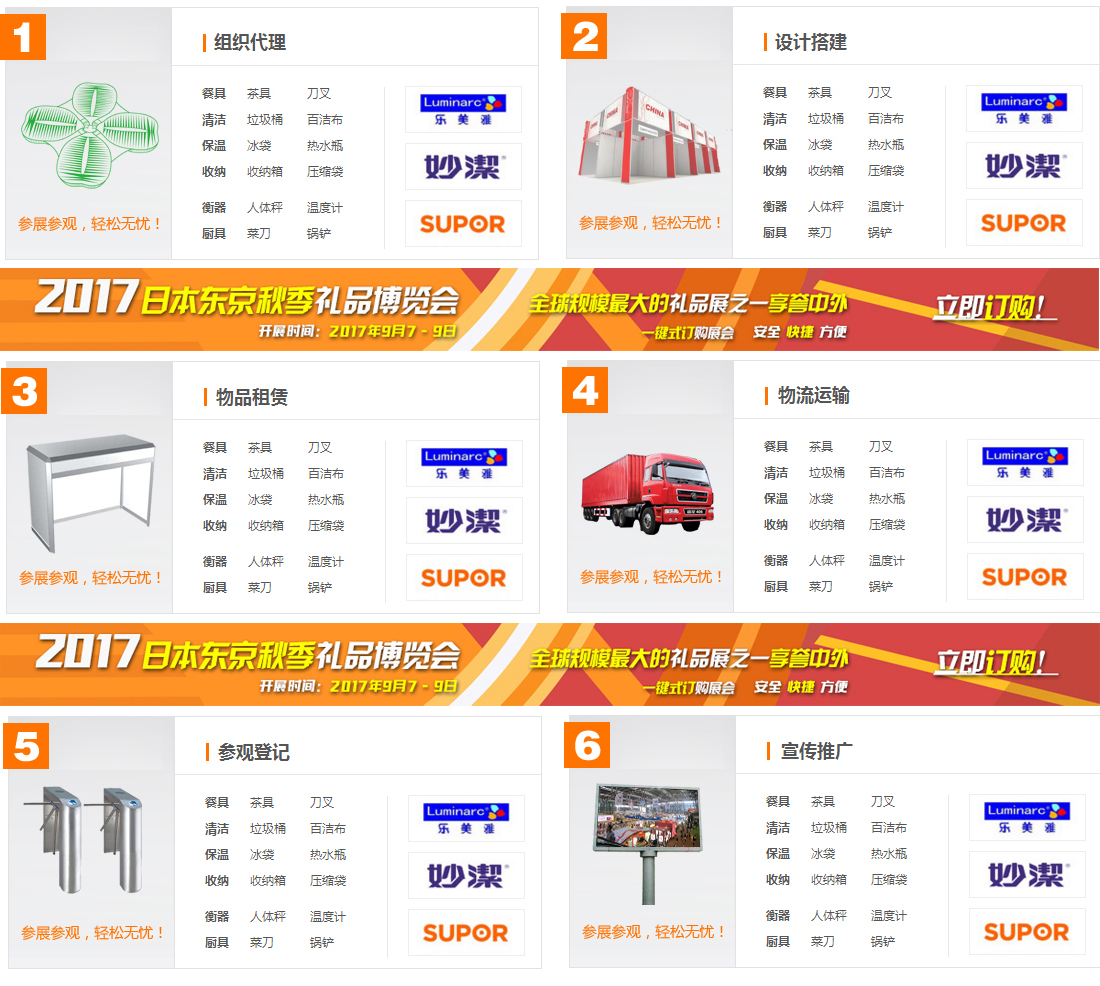 1
组织代理
餐具 茶具 刀叉
清洁 垃圾桶 百洁布
保温 冰袋 热水瓶
收纳 收纳箱 压缩袋
衡器 人体秤 温度计
厨具 菜刀 锅铲
Luminarc®
乐美雅
妙潔®
SUPOR
参展参观，轻松无忧！
2
设计搭建
餐具 茶具 刀叉
清洁 垃圾桶 百洁布
保温 冰袋 热水瓶
收纳 收纳箱 压缩袋
衡器 人体秤 温度计
厨具 菜刀 锅铲
CHINA
Luminarc®
乐美雅
妙潔®
SUPOR
参展参观，轻松无忧！
2017日本东京秋季礼品博览会
开展时间：2017年9月7 - 9日
全球规模最大的礼品展之一享誉中外
一键式订购展会 安全 快捷 方便
立即订购!
3
物品租赁
餐具 茶具 刀叉
清洁 垃圾桶 百洁布
保温 冰袋 热水瓶
收纳 收纳箱 压缩袋
衡器 人体秤 温度计
厨具 菜刀 锅铲
Luminarc®
乐美雅
妙潔®
SUPOR
参展参观，轻松无忧！
4
物流运输
餐具 茶具 刀叉
清洁 垃圾桶 百洁布
保温 冰袋 热水瓶
收纳 收纳箱 压缩袋
衡器 人体秤 温度计
厨具 菜刀 锅铲
Luminarc®
乐美雅
妙潔®
SUPOR
参展参观，轻松无忧！
2017日本东京秋季礼品博览会
开展时间：2017年9月7 - 9日
全球规模最大的礼品展之一享誉中外
一键式订购展会 安全 快捷 方便
立即订购!
5
参观登记
餐具 茶具 刀叉
清洁 垃圾桶 百洁布
保温 冰袋 热水瓶
收纳 收纳箱 压缩袋
衡器 人体秤 温度计
厨具 菜刀 锅铲
Luminarc®
乐美雅
妙潔®
SUPOR
参展参观，轻松无忧！
6
宣传推广
餐具 茶具 刀叉
清洁 垃圾桶 百洁布
保温 冰袋 热水瓶
收纳 收纳箱 压缩袋
衡器 人体秤 温度计
厨具 菜刀 锅铲
Luminarc®
乐美雅
妙潔®
SUPOR
参展参观，轻松无忧！